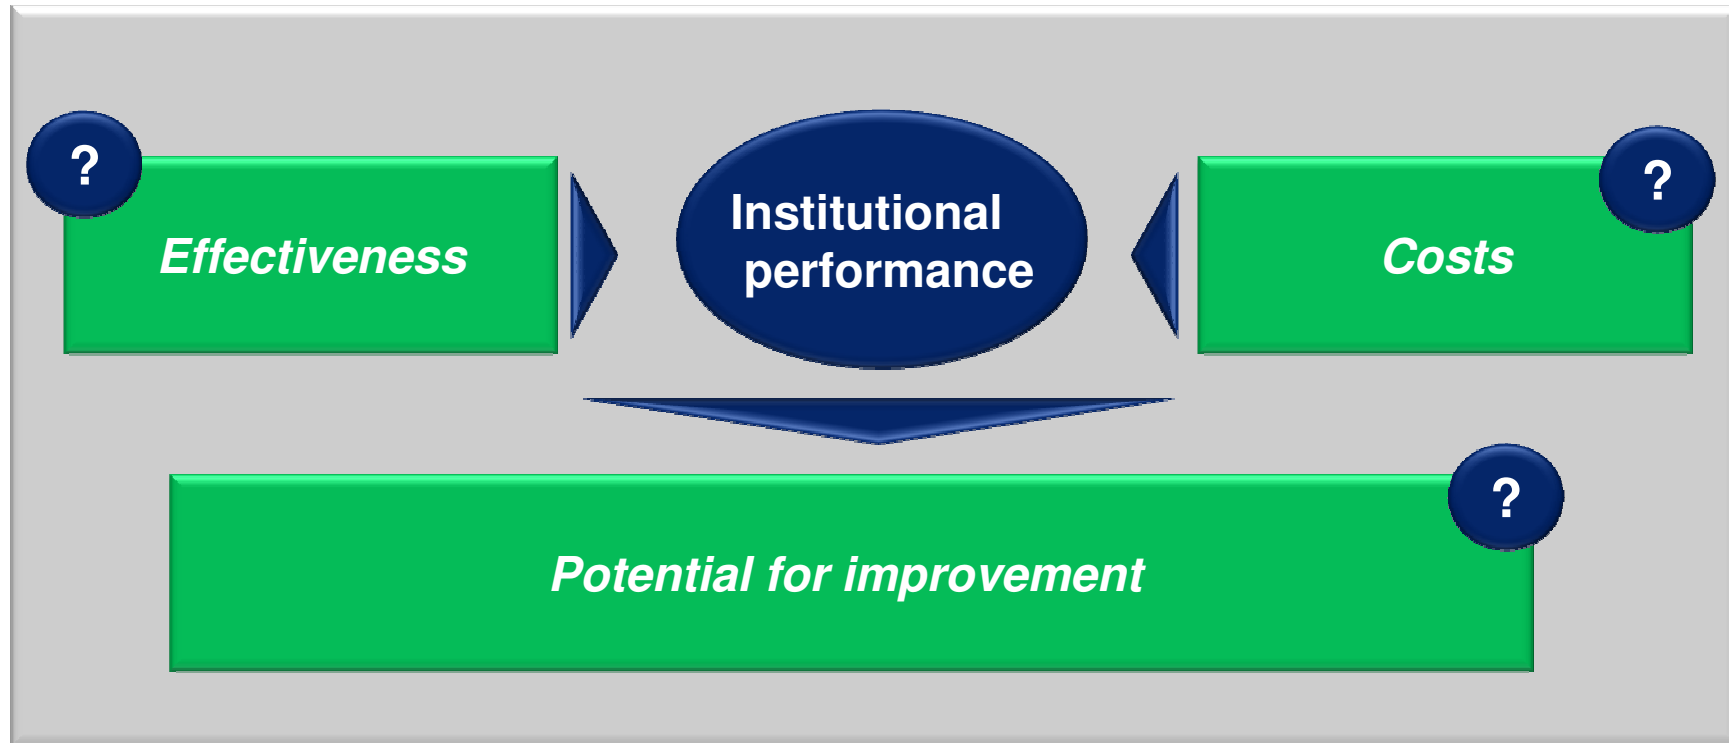 ?
Effectiveness
Institutional
performance
?
Costs
?
Potential for improvement